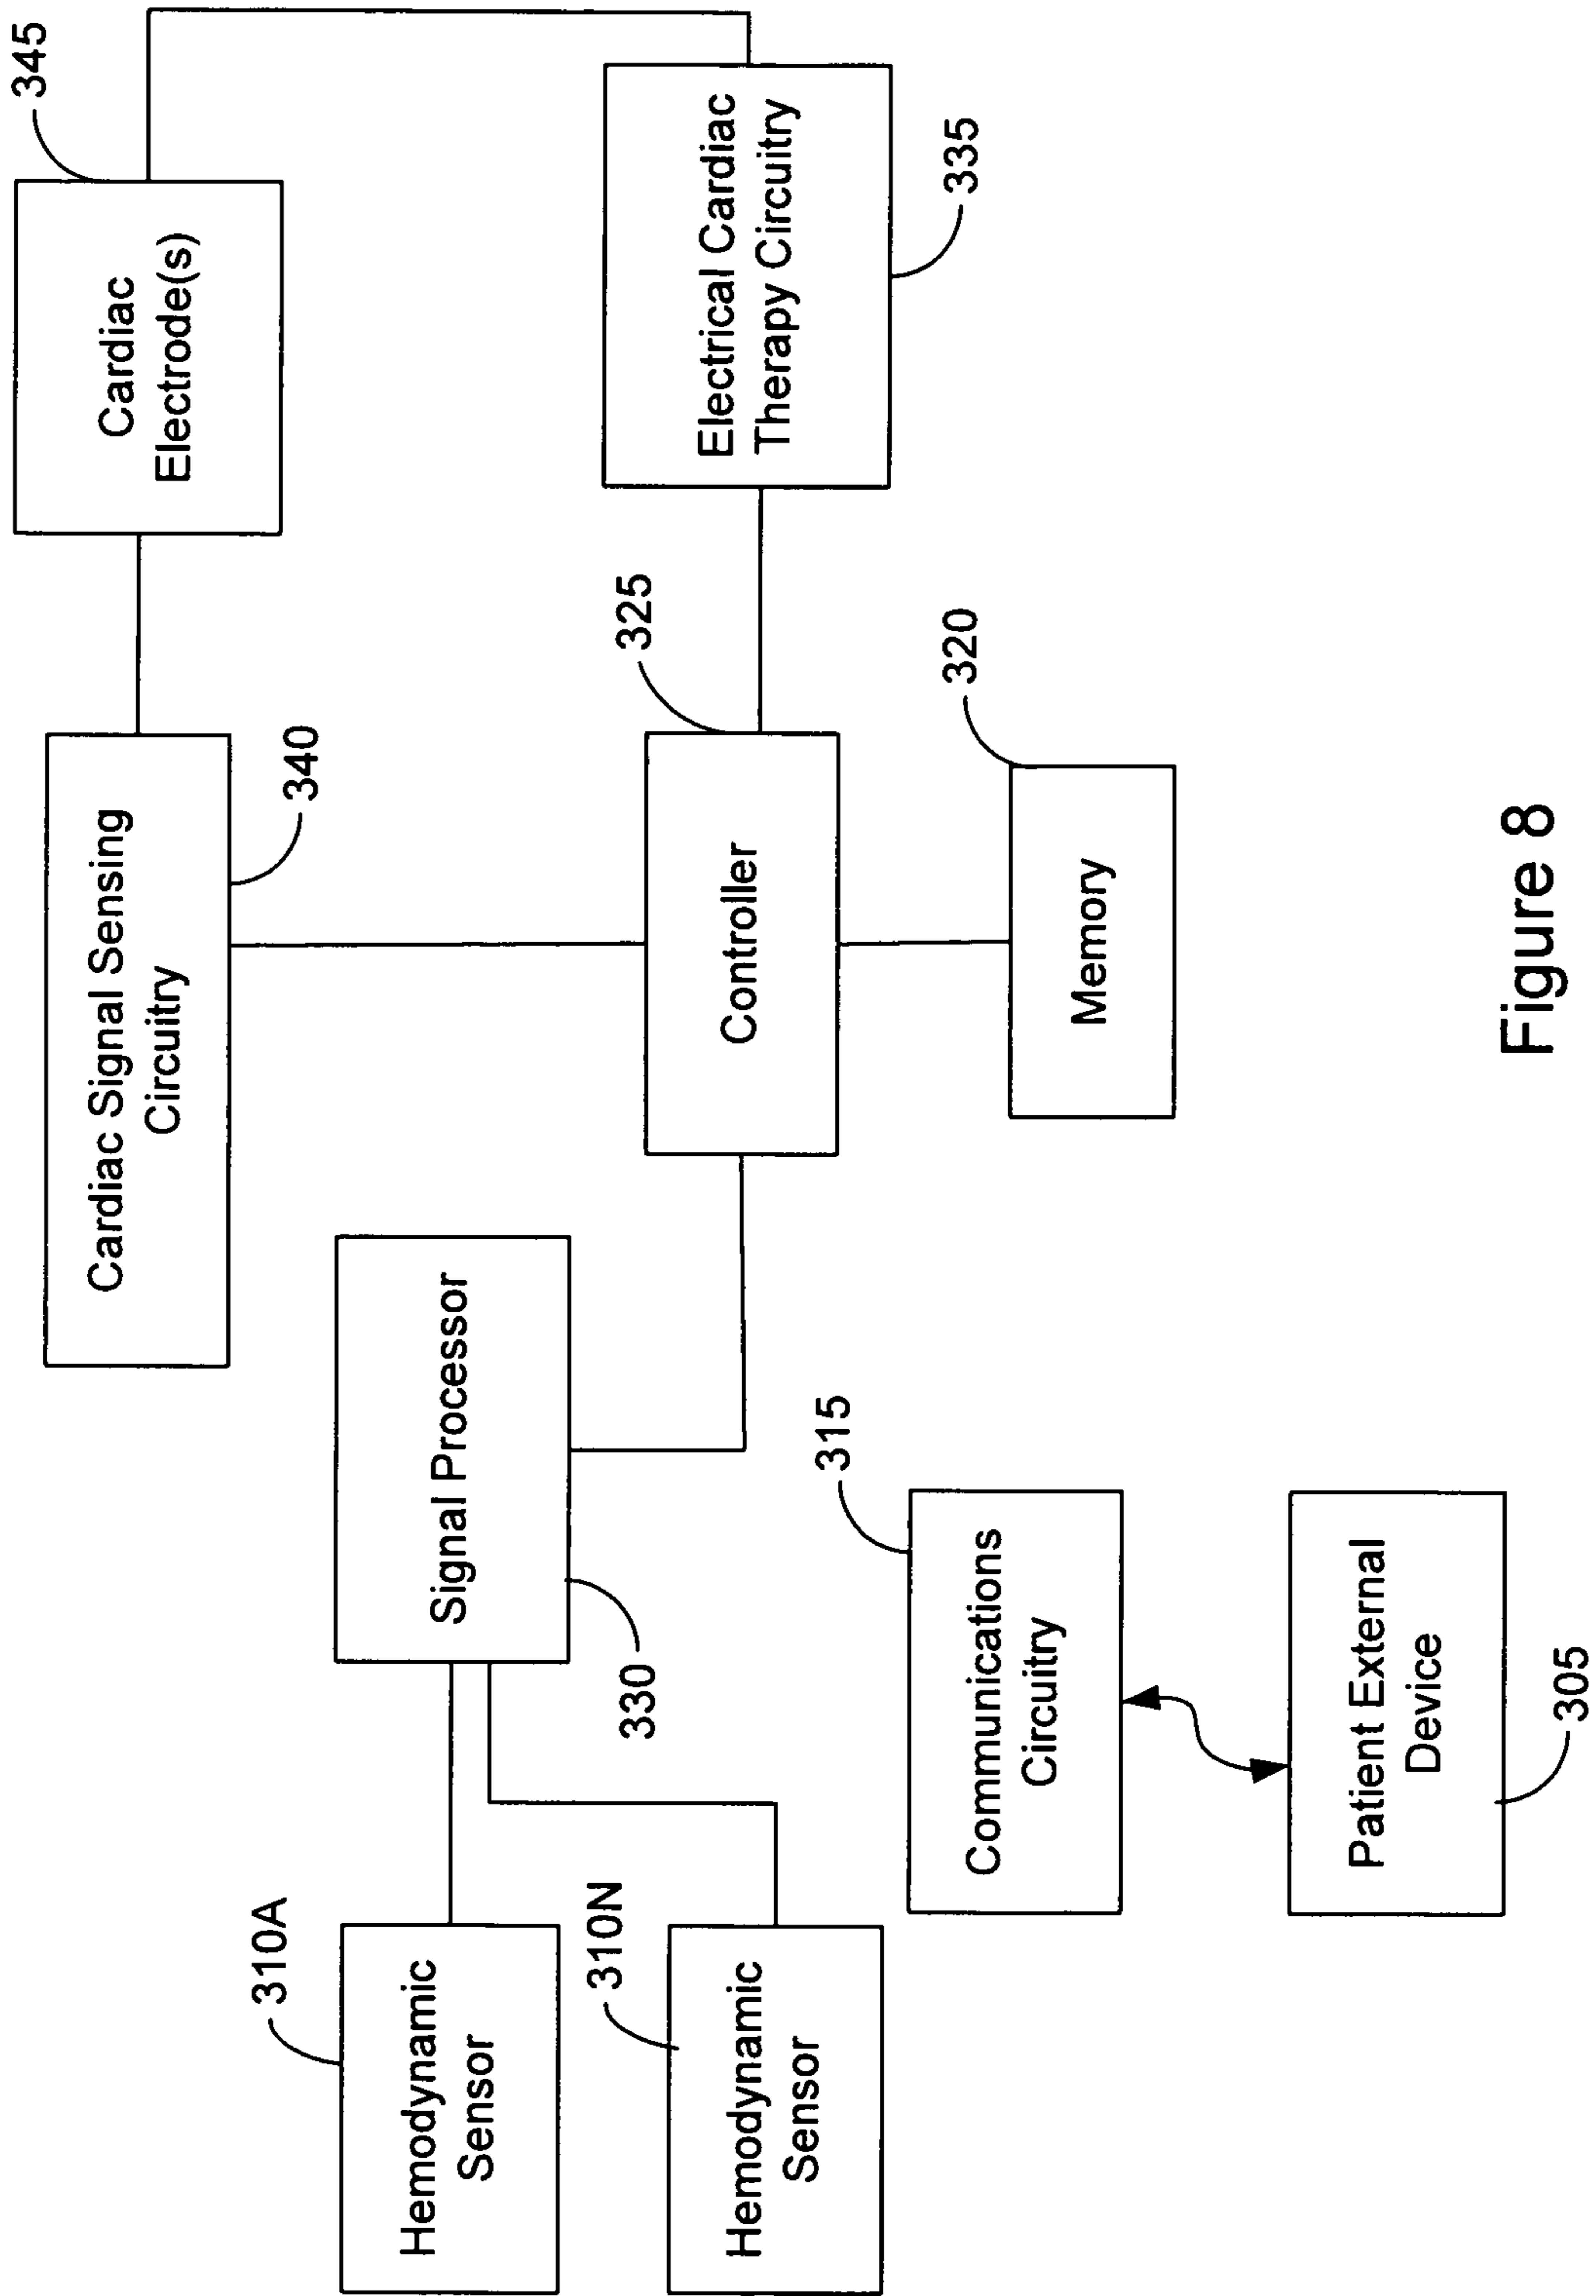 345
Cardiac
Electrode(s)
Cardiac Signal Sensing
Circuitry
340
Electrical Cardiac
Therapy Circuitry
335
325
Controller
320
Memory
Signal Processor
330
310A
Hemodynamic
Sensor
310N
Hemodynamic
Sensor
315
Communications
Circuitry
Patient External
Device
305
Figure 8